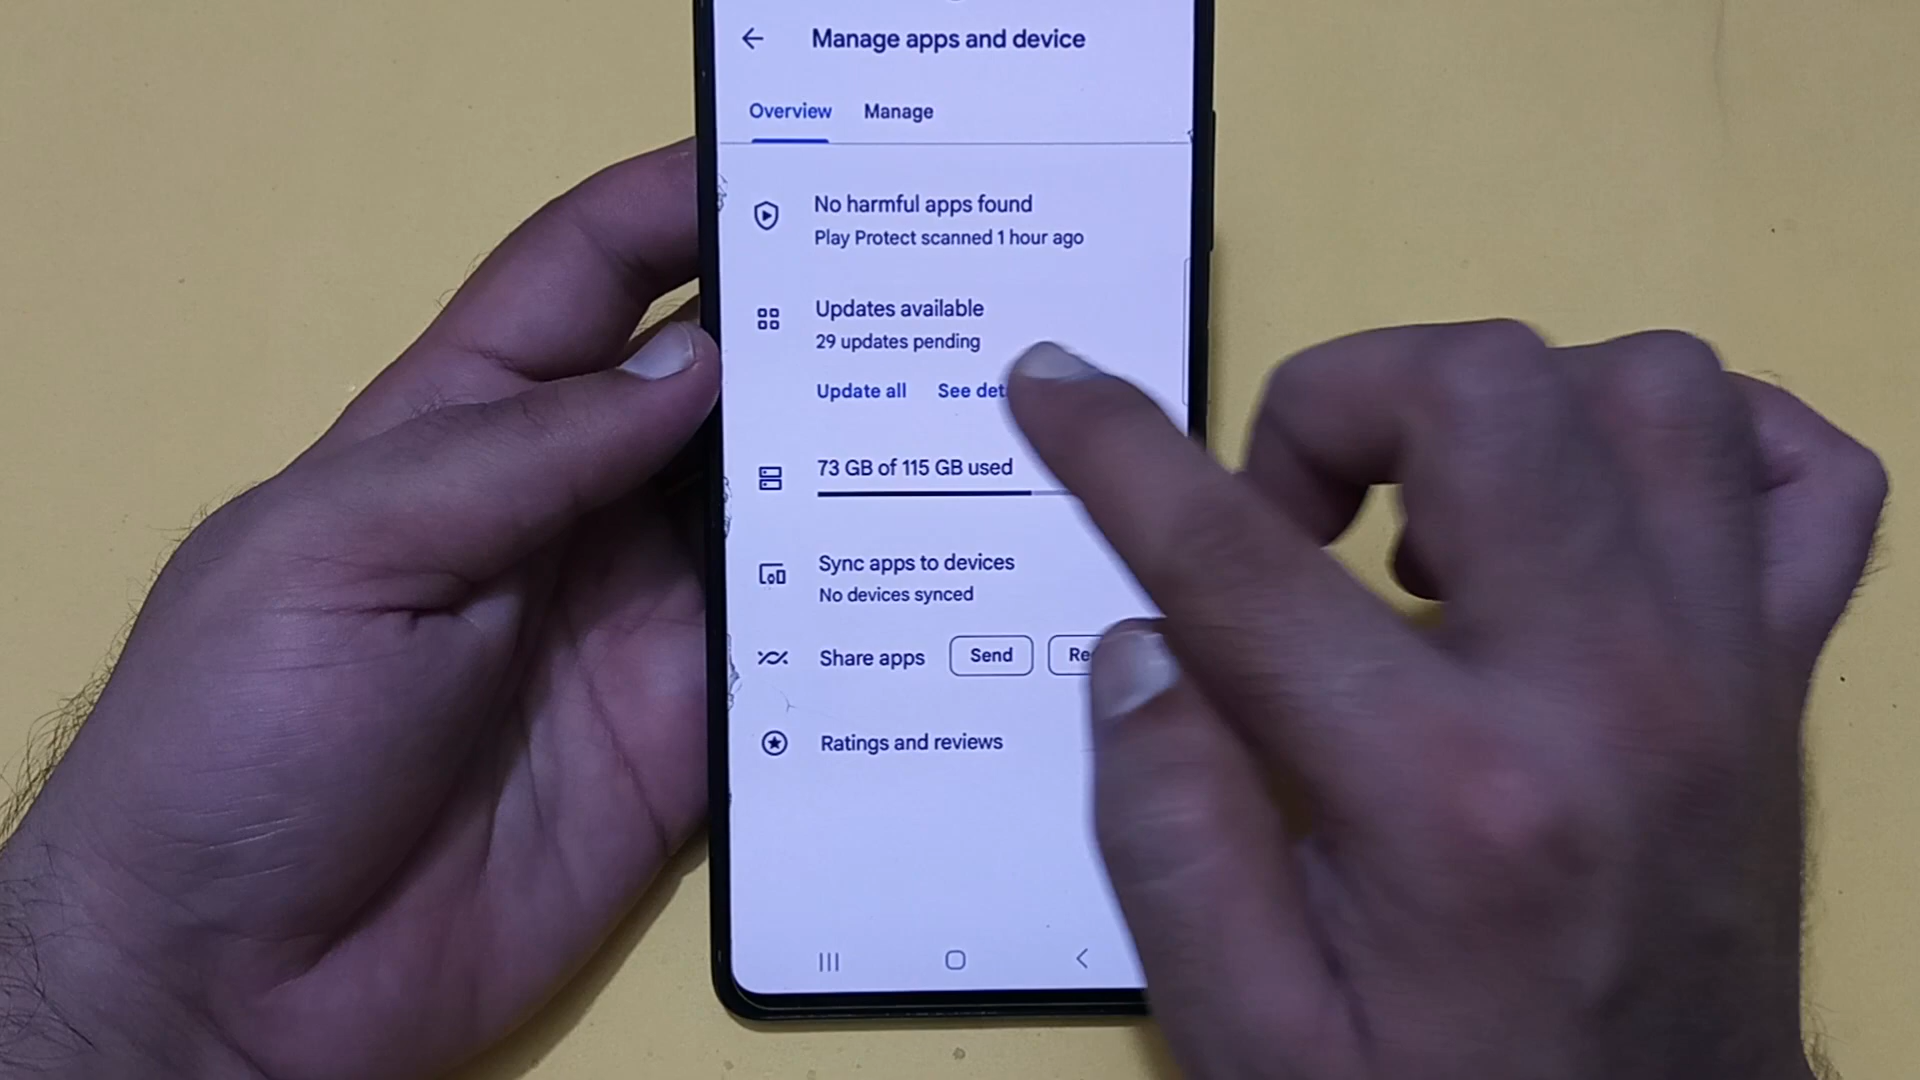 Manage apps and device
Overview Manage
No harmful apps found
Play Protect scanned 1 hour ago
Updates available
29 updates pending
Update all See
73 GB of 115 GB used
Sync apps to devices
No devices synced
Share apps Send
Ratings and reviews